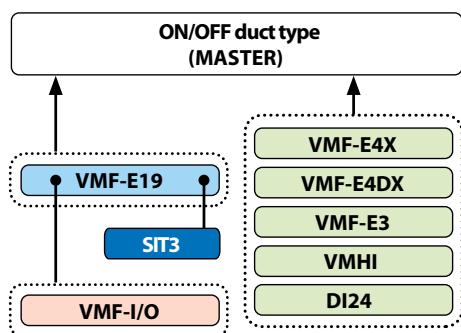 ON/OFF duct type
(MASTER)
VMF-E19
SIT3
VMF-I/O
VMF-E4X
VMF-E4DX
VMF-E3
VMHI
DI24